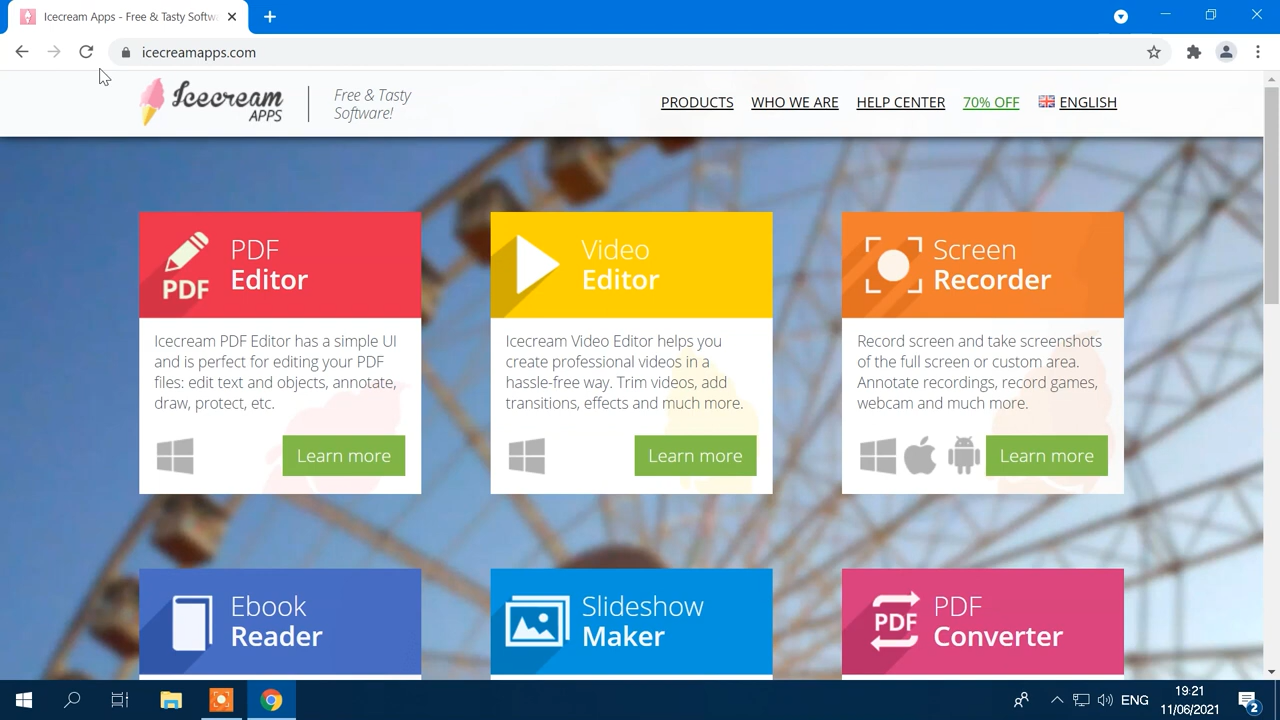 Icecream Apps - Free & Tasty Softw
icecreamapps.com
Icecream APPS
Free & Tasty
Software!
PRODUCTS
WHO WE ARE
HELP CENTER
70% OFF
ENGLISH
PDF
PDF
Editor
Icecream PDF Editor has a simple UI
and is perfect for editing your PDF
files: edit text and objects, annotate,
draw, protect, etc.
Learn more
Video
Editor
Icecream Video Editor helps you
create professional videos in a
hassle-free way. Trim videos, add
transitions, effects and much more.
Learn more
Screen
Recorder
Record screen and take screenshots
of the full screen or custom area.
Annotate recordings, record games,
webcam and much more.
Learn more
Ebook
Reader
Slideshow
Maker
PDF
PDF
Converter
ENG
19:21
11/06/2021
2